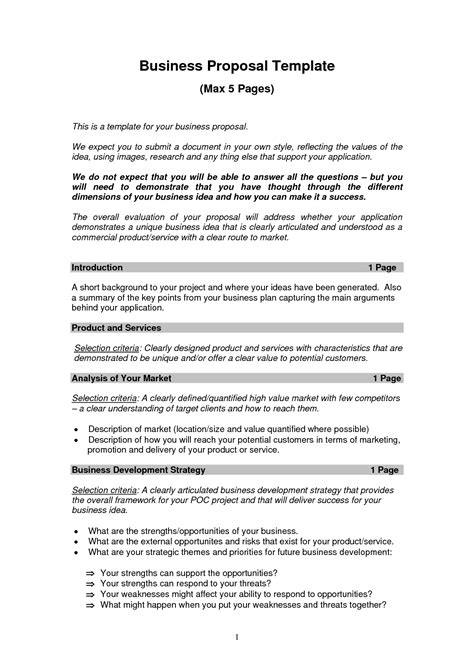 Business Proposal Template
(Max 5 Pages)
This is a template for your business proposal.
We expect you to submit a document in your own style, reflecting the values of the
idea, using images, research and any thing else that support your application.
We do not expect that you will be able to answer all the questions – but you
will need to demonstrate that you have thought through the different
dimensions of your business idea and how you can make it a success.
The overall evaluation of your proposal will address whether your application
demonstrates a unique business idea that is clearly articulated and understood as a
commercial product/service with a clear route to market.
Introduction 1 Page
A short background to your project and where your ideas have been generated. Also
a summary of the key points from your business plan capturing the main arguments
behind your application.
Product and Services
Selection criteria: Clearly designed product and services with characteristics that are
demonstrated to be unique and/or offer a clear value to potential customers.
Analysis of Your Market 1 Page
Selection criteria: A clearly defined/quantified high value market with few competitors
– a clear understanding of target clients and how to reach them.
• Description of market (location/size and value quantified where possible)
• Description of how you will reach your potential customers in terms of marketing,
promotion and delivery of your product or service.
Business Development Strategy 1 Page
Selection criteria: A clearly articulated business development strategy that provides
the overall framework for your POC project and that will deliver success for your
business idea.
• What are the strengths/opportunities of your business.
• What are the external opportunites and risks that exist for your product/service.
• What are your strategic themes and priorities for future business development:
⇒ Your strengths can support the opportunities?
⇒ Your strengths can respond to your threats?
⇒ Your weaknesses might affect your ability to respond to opportunities?
⇒ What might happen when you put your weaknesses and threats together?
1